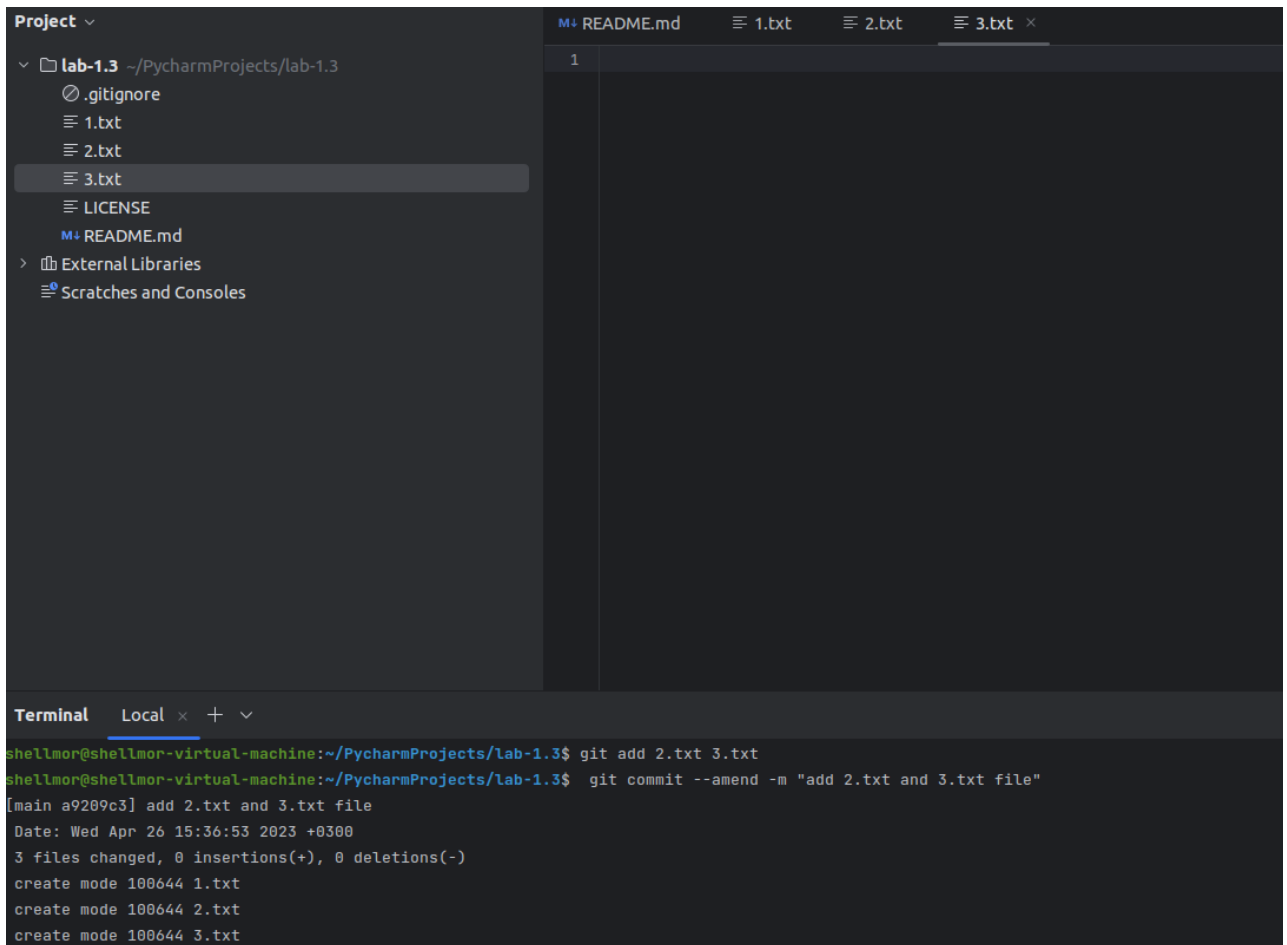 Project
README.md 1.txt 2.txt 3.txt
lab-1.3 ~/PycharmProjects/lab-1.3
1
.gitignore
1.txt
2.txt
3.txt
LICENSE
M↓ README.md
External Libraries
Scratches and Consoles
Terminal Local
shellmor@shellmor-virtual-machine:~/PycharmProjects/lab-1.3$ git add 2.txt 3.txt
shellmor@shellmor-virtual-machine:~/PycharmProjects/lab-1.3$  git commit --amend -m "add 2.txt and 3.txt file"
[main a9209c3] add 2.txt and 3.txt file
Date: Wed Apr 26 15:36:53 2023 +0300
3 files changed, 0 insertions(+), 0 deletions(-)
create mode 100644 1.txt
create mode 100644 2.txt
create mode 100644 3.txt